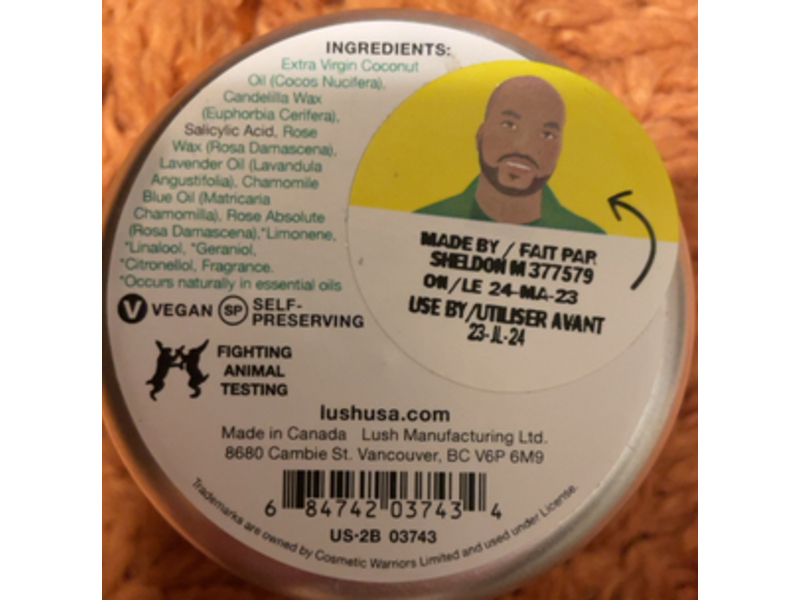 INGREDIENTS:
Extra Virgin Coconut
Oil (Cocos Nucifera),
Candelilla Wax
(Euphorbia Cerifera),
Salicylic Acid, Rose
Wax (Rosa Damascena),
Lavender Oil (Lavandula
Angustifolia), Chamomile
Blue Oil (Matricaria
Chamomilla), Rose Absolute
(Rosa Damascena),*Limonene,
*Linalool, *Geraniol,
*Citronellol, Fragrance.
*Occurs naturally in essential oils
V VEGAN SP SELF-
PRESERVING
FIGHTING
ANIMAL
TESTING
MADE BY / FAIT PAR
SHELDON M 377579
ON/LE 24-MA-23
USE BY/UTILISER AVANT
23-JL-24
lushusa.com
Made in Canada Lush Manufacturing Ltd.
8680 Cambie St. Vancouver, BC V6P 6M9
6 84742 03743 4
US-2B 03743
Trademarks are owned by Cosmetic Warriors Limited and used under License.